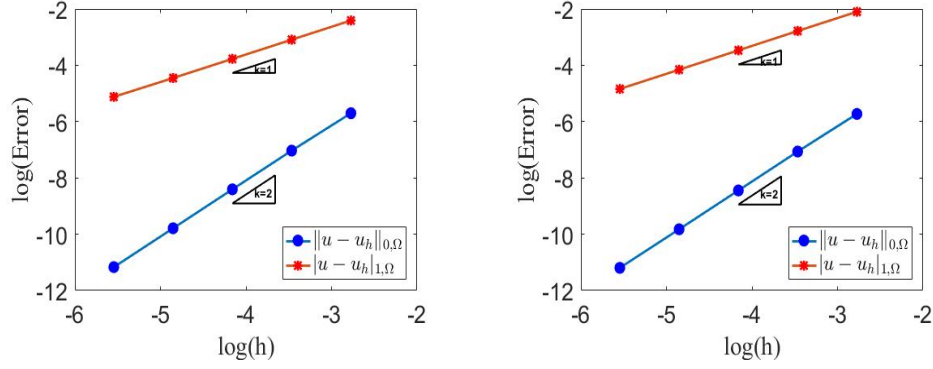 -2
-4
-6
-8
-10
-12
log(Error)
k=1
k=2
‖u − u_h‖_{0,Ω}
|u − u_h|_{1,Ω}
-6 -5 -4 -3 -2
log(h)
-2
-4
-6
-8
-10
-12
log(Error)
k=1
k=2
‖u − u_h‖_{0,Ω}
|u − u_h|_{1,Ω}
-6 -5 -4 -3 -2
log(h)